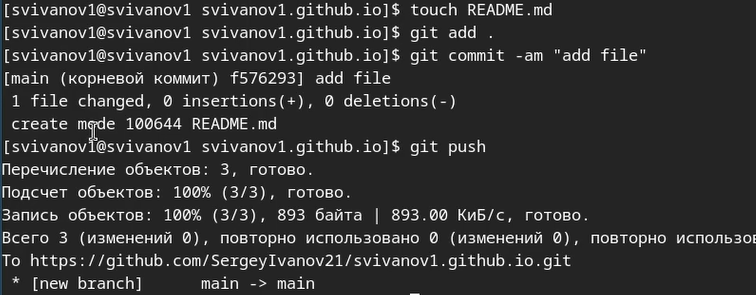 [svivanov1@svivanov1 svivanov1.github.io]$ touch README.md
[svivanov1@svivanov1 svivanov1.github.io]$ git add .
[svivanov1@svivanov1 svivanov1.github.io]$ git commit -am "add file"
[main (корневой коммит) f576293] add file
 1 file changed, 0 insertions(+), 0 deletions(-)
 create mode 100644 README.md
[svivanov1@svivanov1 svivanov1.github.io]$ git push
Перечисление объектов: 3, готово.
Подсчет объектов: 100% (3/3), готово.
Запись объектов: 100% (3/3), 893 байта | 893.00 КиБ/с, готово.
Всего 3 (изменений 0), повторно использовано 0 (изменений 0), повторно использов
To https://github.com/SergeyIvanov21/svivanov1.github.io.git
 * [new branch]      main -> main